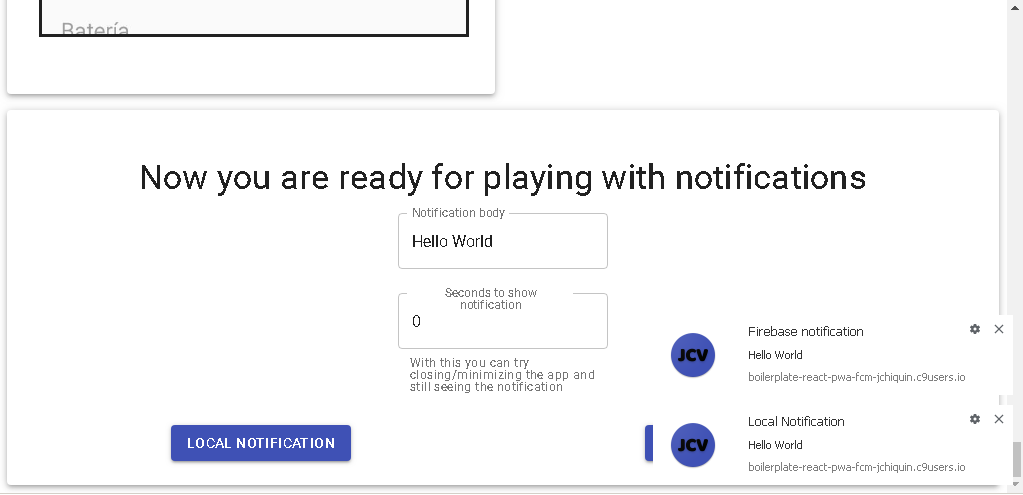 Batería
Now you are ready for playing with notifications
Notification body
Hello World
Seconds to show
notification
0
With this you can try
closing/minimizing the app and
still seeing the notification
LOCAL NOTIFICATION
JCV
Firebase notification
Hello World
boilerplate-react-pwa-fcm-jchiquin.c9users.io
JCV
Local Notification
Hello World
boilerplate-react-pwa-fcm-jchiquin.c9users.io